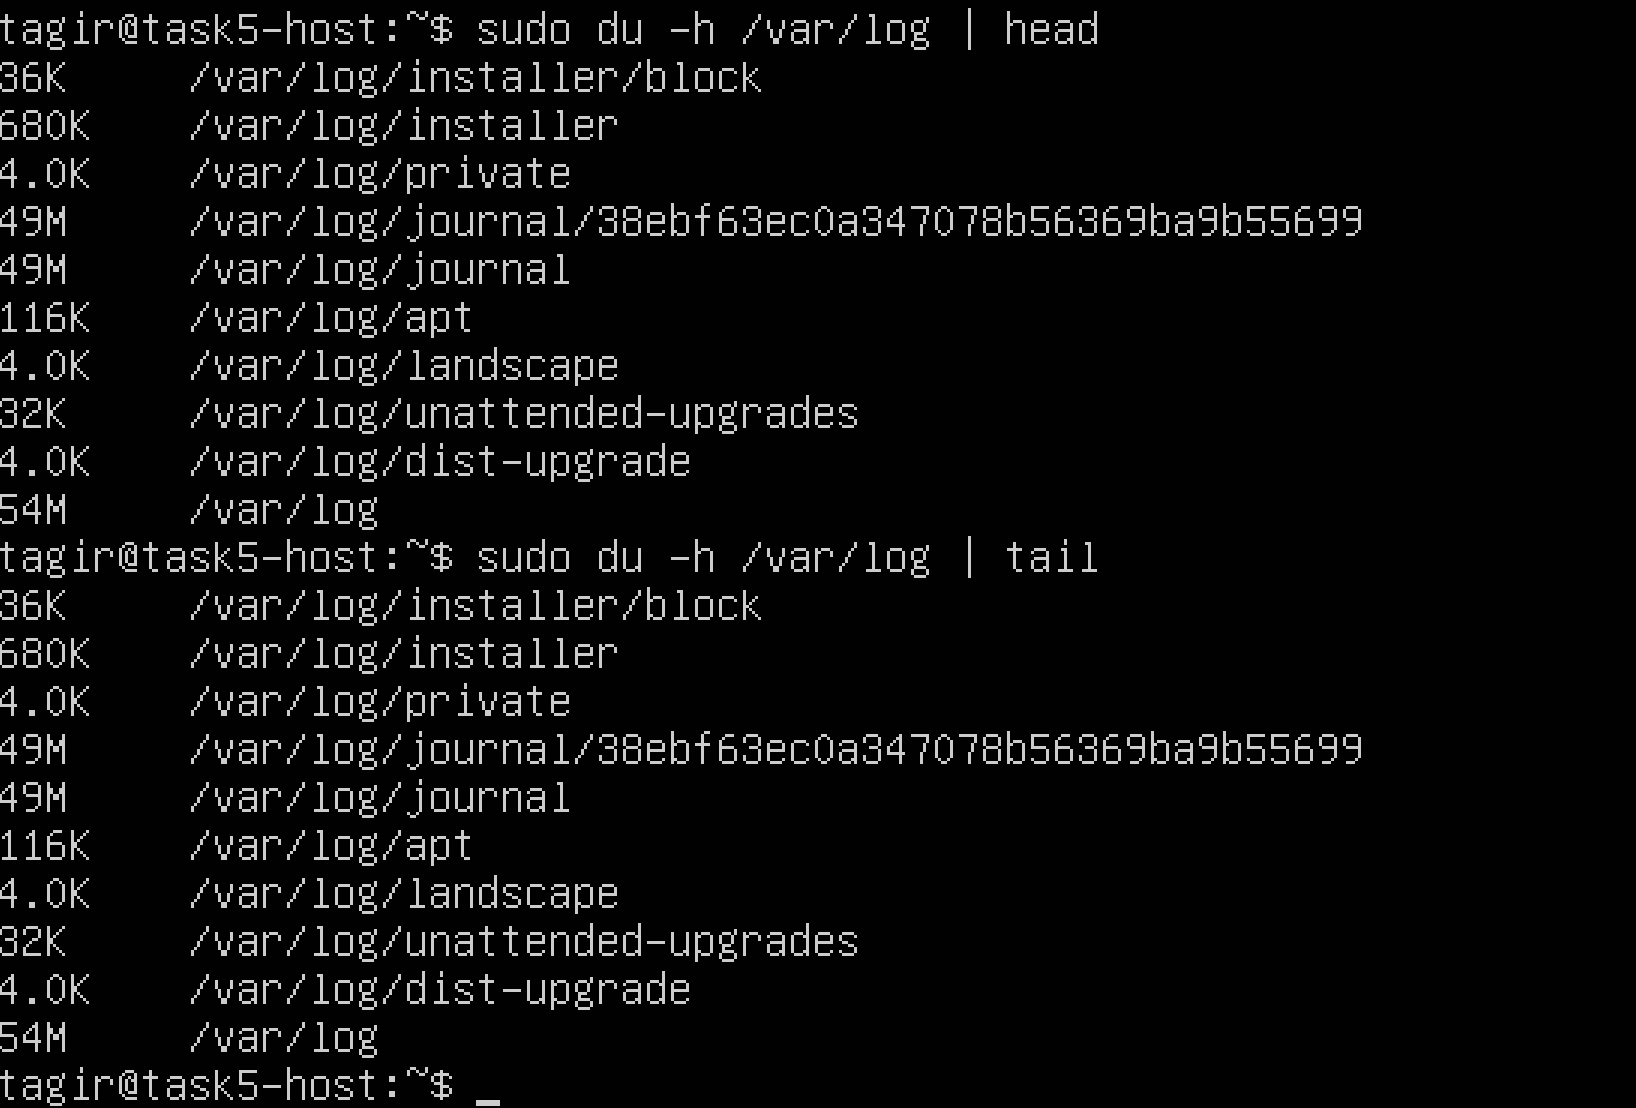 tagir@task5-host:~$ sudo du -h /var/log | head
36K     /var/log/installer/block
680K    /var/log/installer
4.0K    /var/log/private
49M     /var/log/journal/38ebf63ec0a347078b56369ba9b55699
49M     /var/log/journal
116K    /var/log/apt
4.0K    /var/log/landscape
32K     /var/log/unattended-upgrades
4.0K    /var/log/dist-upgrade
54M     /var/log
tagir@task5-host:~$ sudo du -h /var/log | tail
36K     /var/log/installer/block
680K    /var/log/installer
4.0K    /var/log/private
49M     /var/log/journal/38ebf63ec0a347078b56369ba9b55699
49M     /var/log/journal
116K    /var/log/apt
4.0K    /var/log/landscape
32K     /var/log/unattended-upgrades
4.0K    /var/log/dist-upgrade
54M     /var/log
tagir@task5-host:~$ _